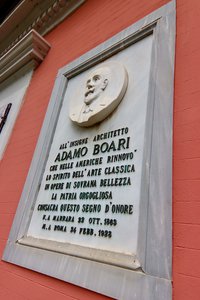 ALL'INSIGNE ARCHITETTO
ADAMO BOARI
CHE NELLE AMERICHE RINNOVÒ
LO SPIRITO DELL'ARTE CLASSICA
IN OPERE DI SOVRANA BELLEZZA
LA PATRIA ORGOGLIOSA
CONSACRA QUESTO SEGNO D'ONORE
N. A MARRARA 22 OTT. 1863
M. A ROMA 24 FEBB. 1928